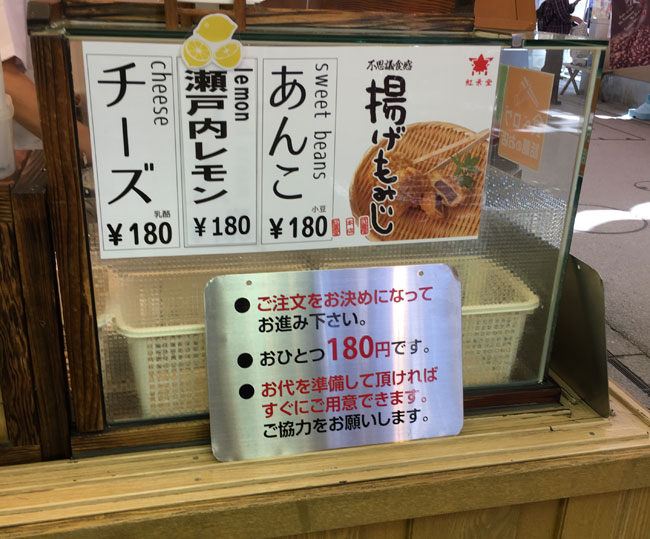 cheese
チーズ
乳酪
¥180
lemon
瀬戸内レモン
¥180
sweet beans
あんこ
小豆
¥180
不思議食感
揚げもみじ
紅葉堂
●ご注文をお決めになって
お進み下さい。
●おひとつ180円です。
●お代を準備して頂ければ
すぐにご用意できます。
ご協力をお願いします。